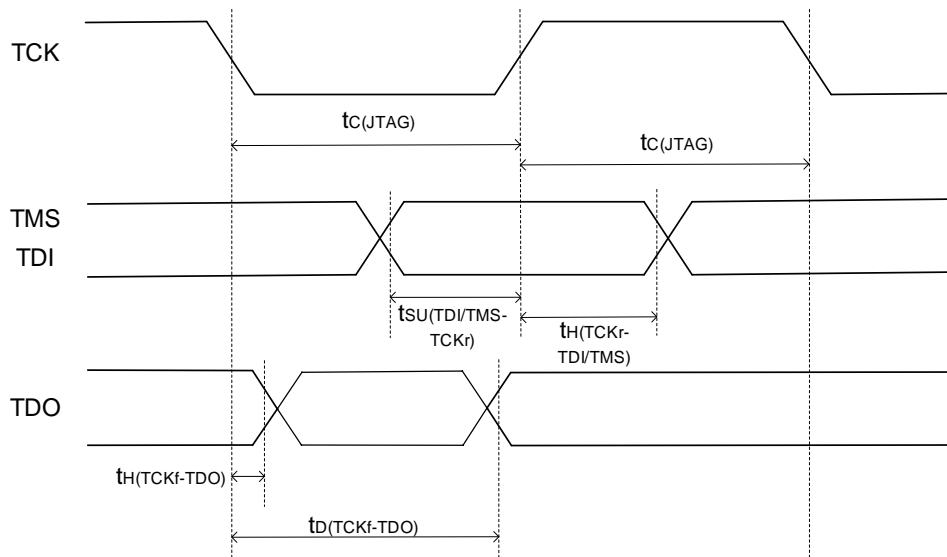 TCK
tC(JTAG)
tC(JTAG)
TMS
TDI
tSU(TDI/TMS-
TCKr)
tH(TCKr-
TDI/TMS)
TDO
tH(TCKf-TDO)
tD(TCKf-TDO)